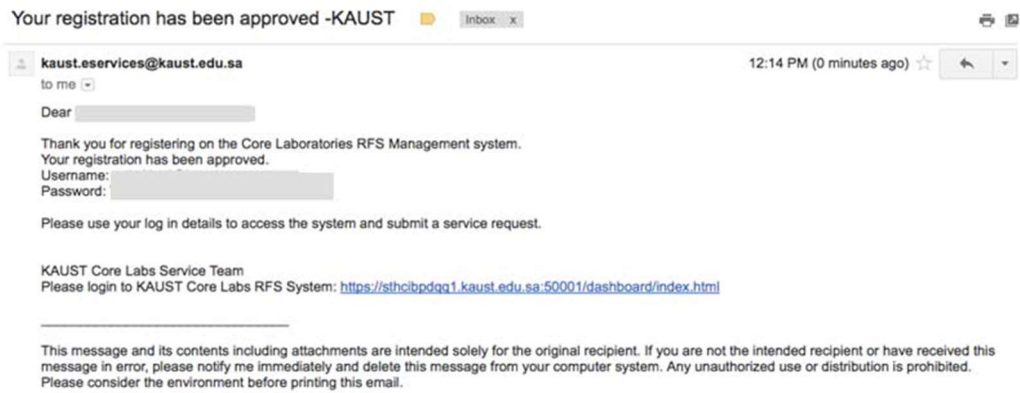 Your registration has been approved -KAUST
Inbox x
kaust.eservices@kaust.edu.sa
12:14 PM (0 minutes ago)
to me
Dear
Thank you for registering on the Core Laboratories RFS Management system.
Your registration has been approved.
Username:
Password:
Please use your log in details to access the system and submit a service request.
KAUST Core Labs Service Team
Please login to KAUST Core Labs RFS System: https://sthcibpdqq1.kaust.edu.sa:50001/dashboard/index.html
This message and its contents including attachments are intended solely for the original recipient. If you are not the intended recipient or have received this
message in error, please notify me immediately and delete this message from your computer system. Any unauthorized use or distribution is prohibited.
Please consider the environment before printing this email.